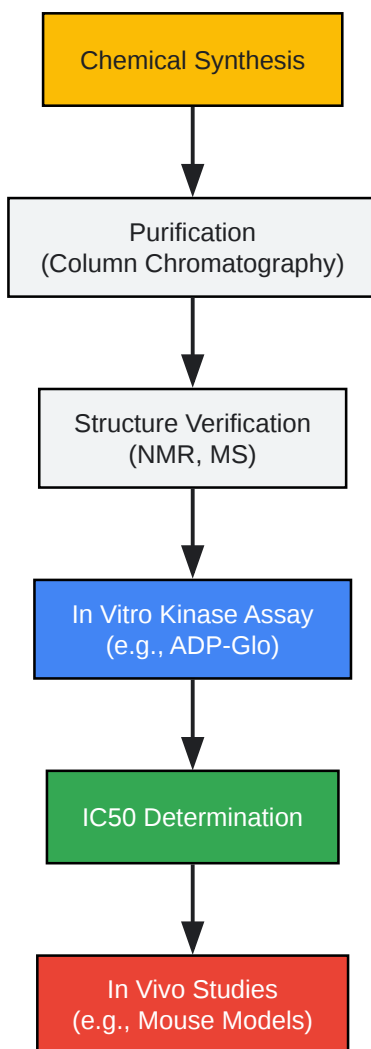 Chemical Synthesis
Purification
(Column Chromatography)
Structure Verification
(NMR, MS)
In Vitro Kinase Assay
(e.g., ADP-Glo)
IC50 Determination
In Vivo Studies
(e.g., Mouse Models)